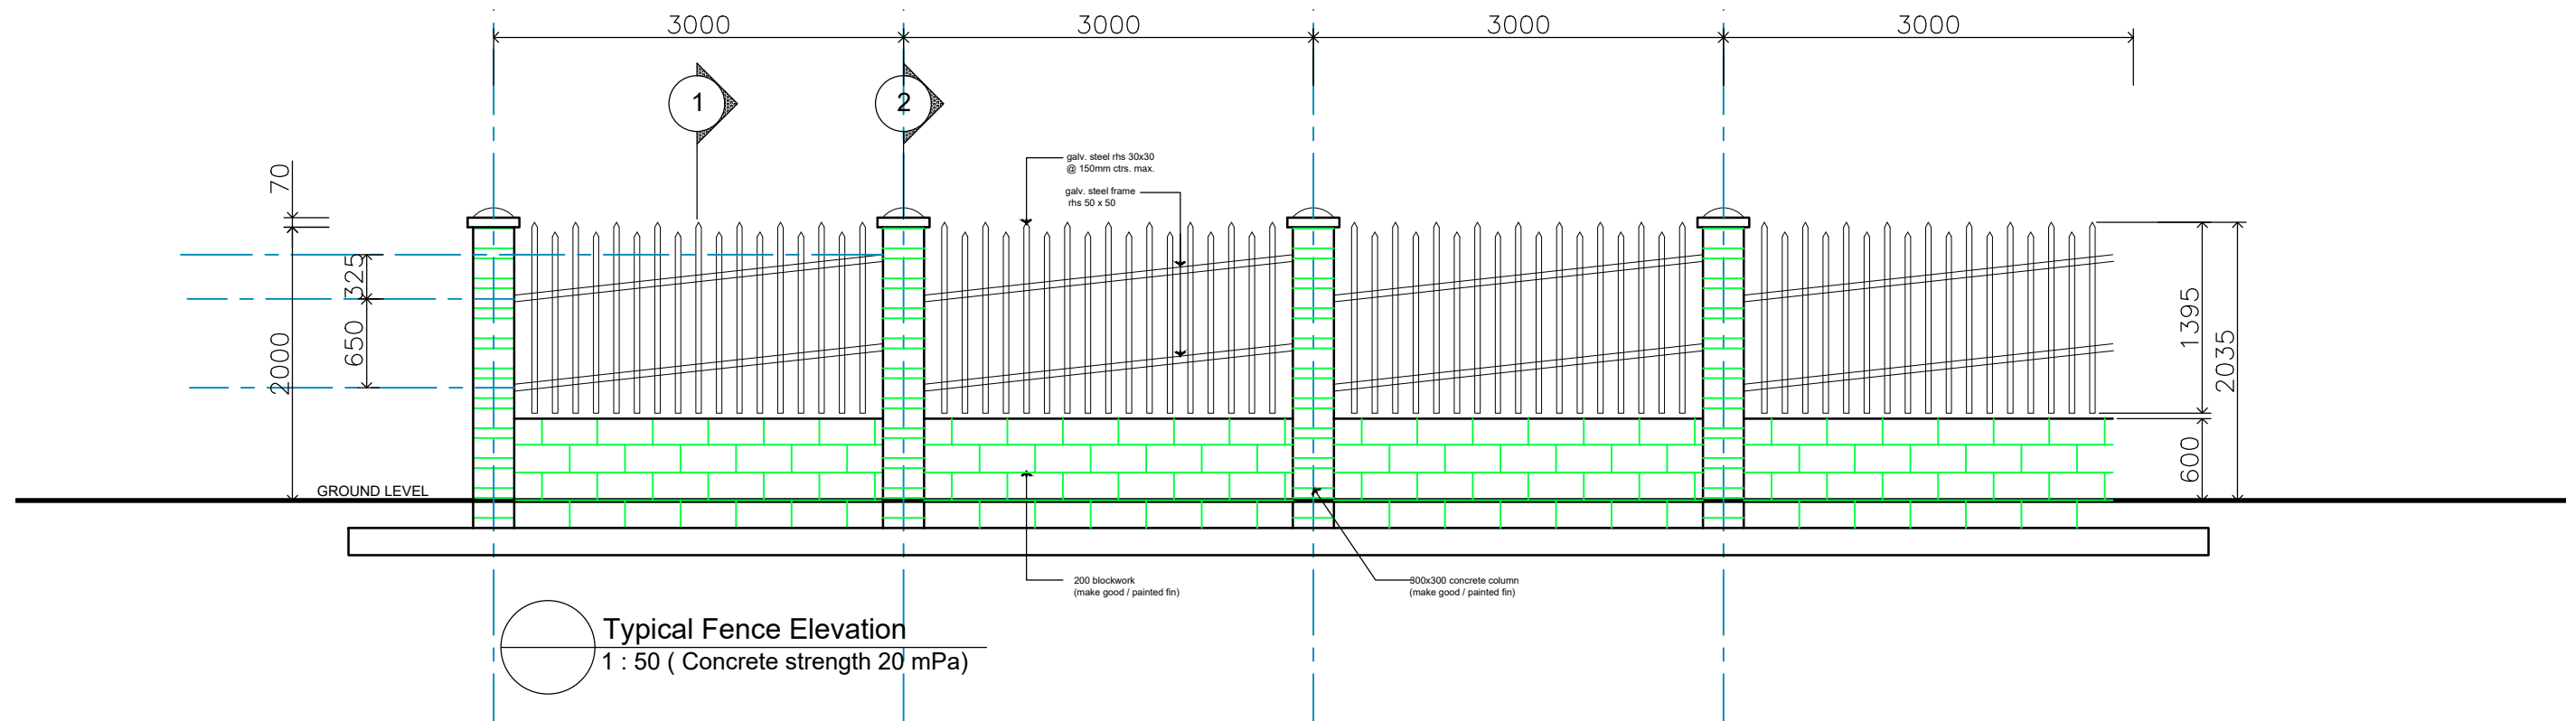 3000
3000
3000
3000
1
2
galv. steel rhs 30x30
@ 150mm ctrs. max.
galv. steel frame
rhs 50 x 50
70
325
650
2000
1395
2035
600
GROUND LEVEL
200 blockwork
(make good / painted fin)
300x300 concrete column
(make good / painted fin)
Typical Fence Elevation
1 : 50 ( Concrete strength 20 mPa)